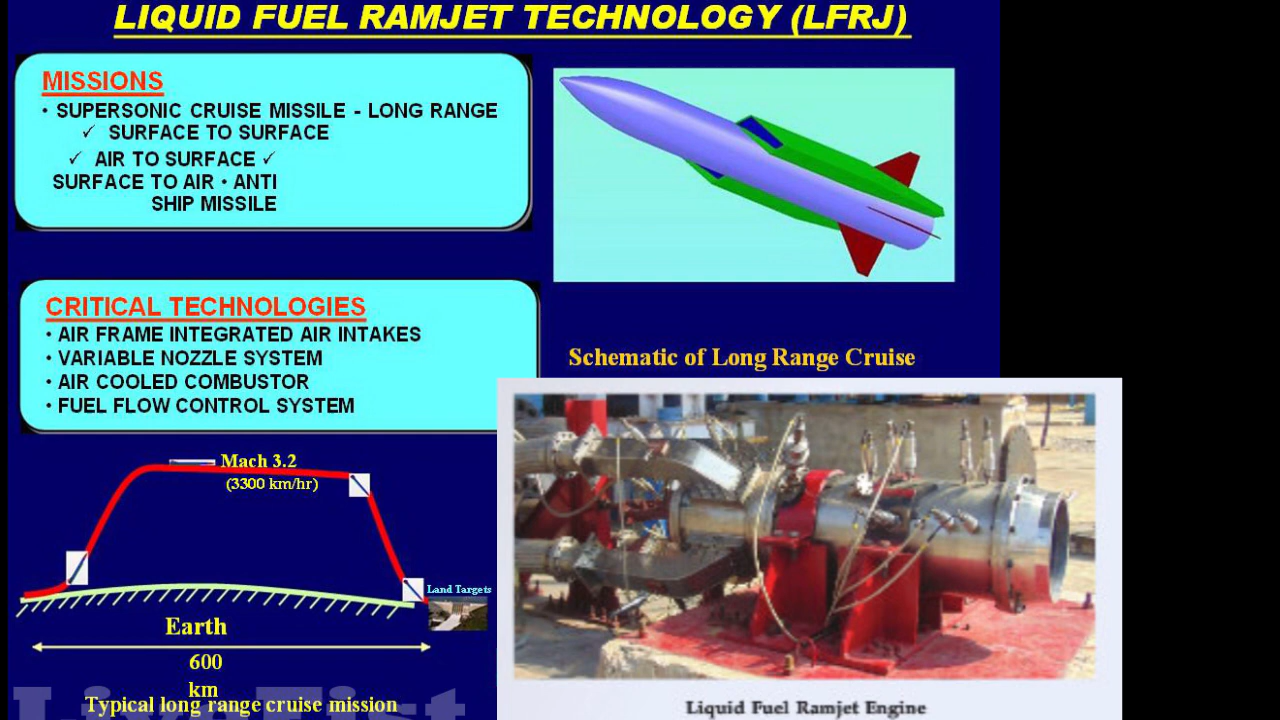 LIQUID FUEL RAMJET TECHNOLOGY (LFRJ)
MISSIONS
• SUPERSONIC CRUISE MISSILE - LONG RANGE
✓ SURFACE TO SURFACE
✓ AIR TO SURFACE ✓
SURFACE TO AIR • ANTI
SHIP MISSILE
CRITICAL TECHNOLOGIES
• AIR FRAME INTEGRATED AIR INTAKES
• VARIABLE NOZZLE SYSTEM
• AIR COOLED COMBUSTOR
• FUEL FLOW CONTROL SYSTEM
Schematic of Long Range Cruise
Mach 3.2
(3300 km/hr)
Land Targets
Earth
600
km
Typical long range cruise mission
LiveFist
Liquid Fuel Ramjet Engine